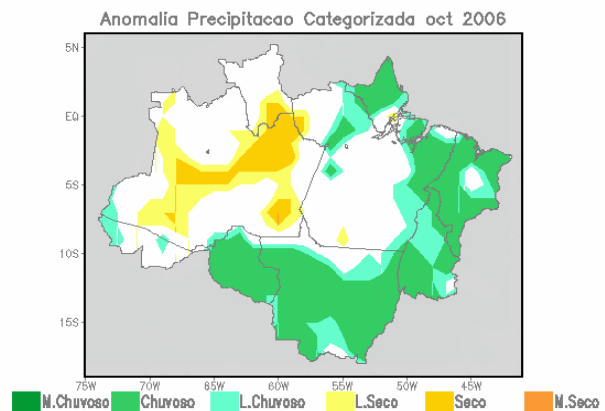 Anomalia Precipitacao Categorizada oct 2006
5N
EQ
5S
10S
15S
75W 70W 65W 60W 55W 50W 45W
M.Chuvoso Chuvoso L.Chuvoso L.Seco Seco M.Seco